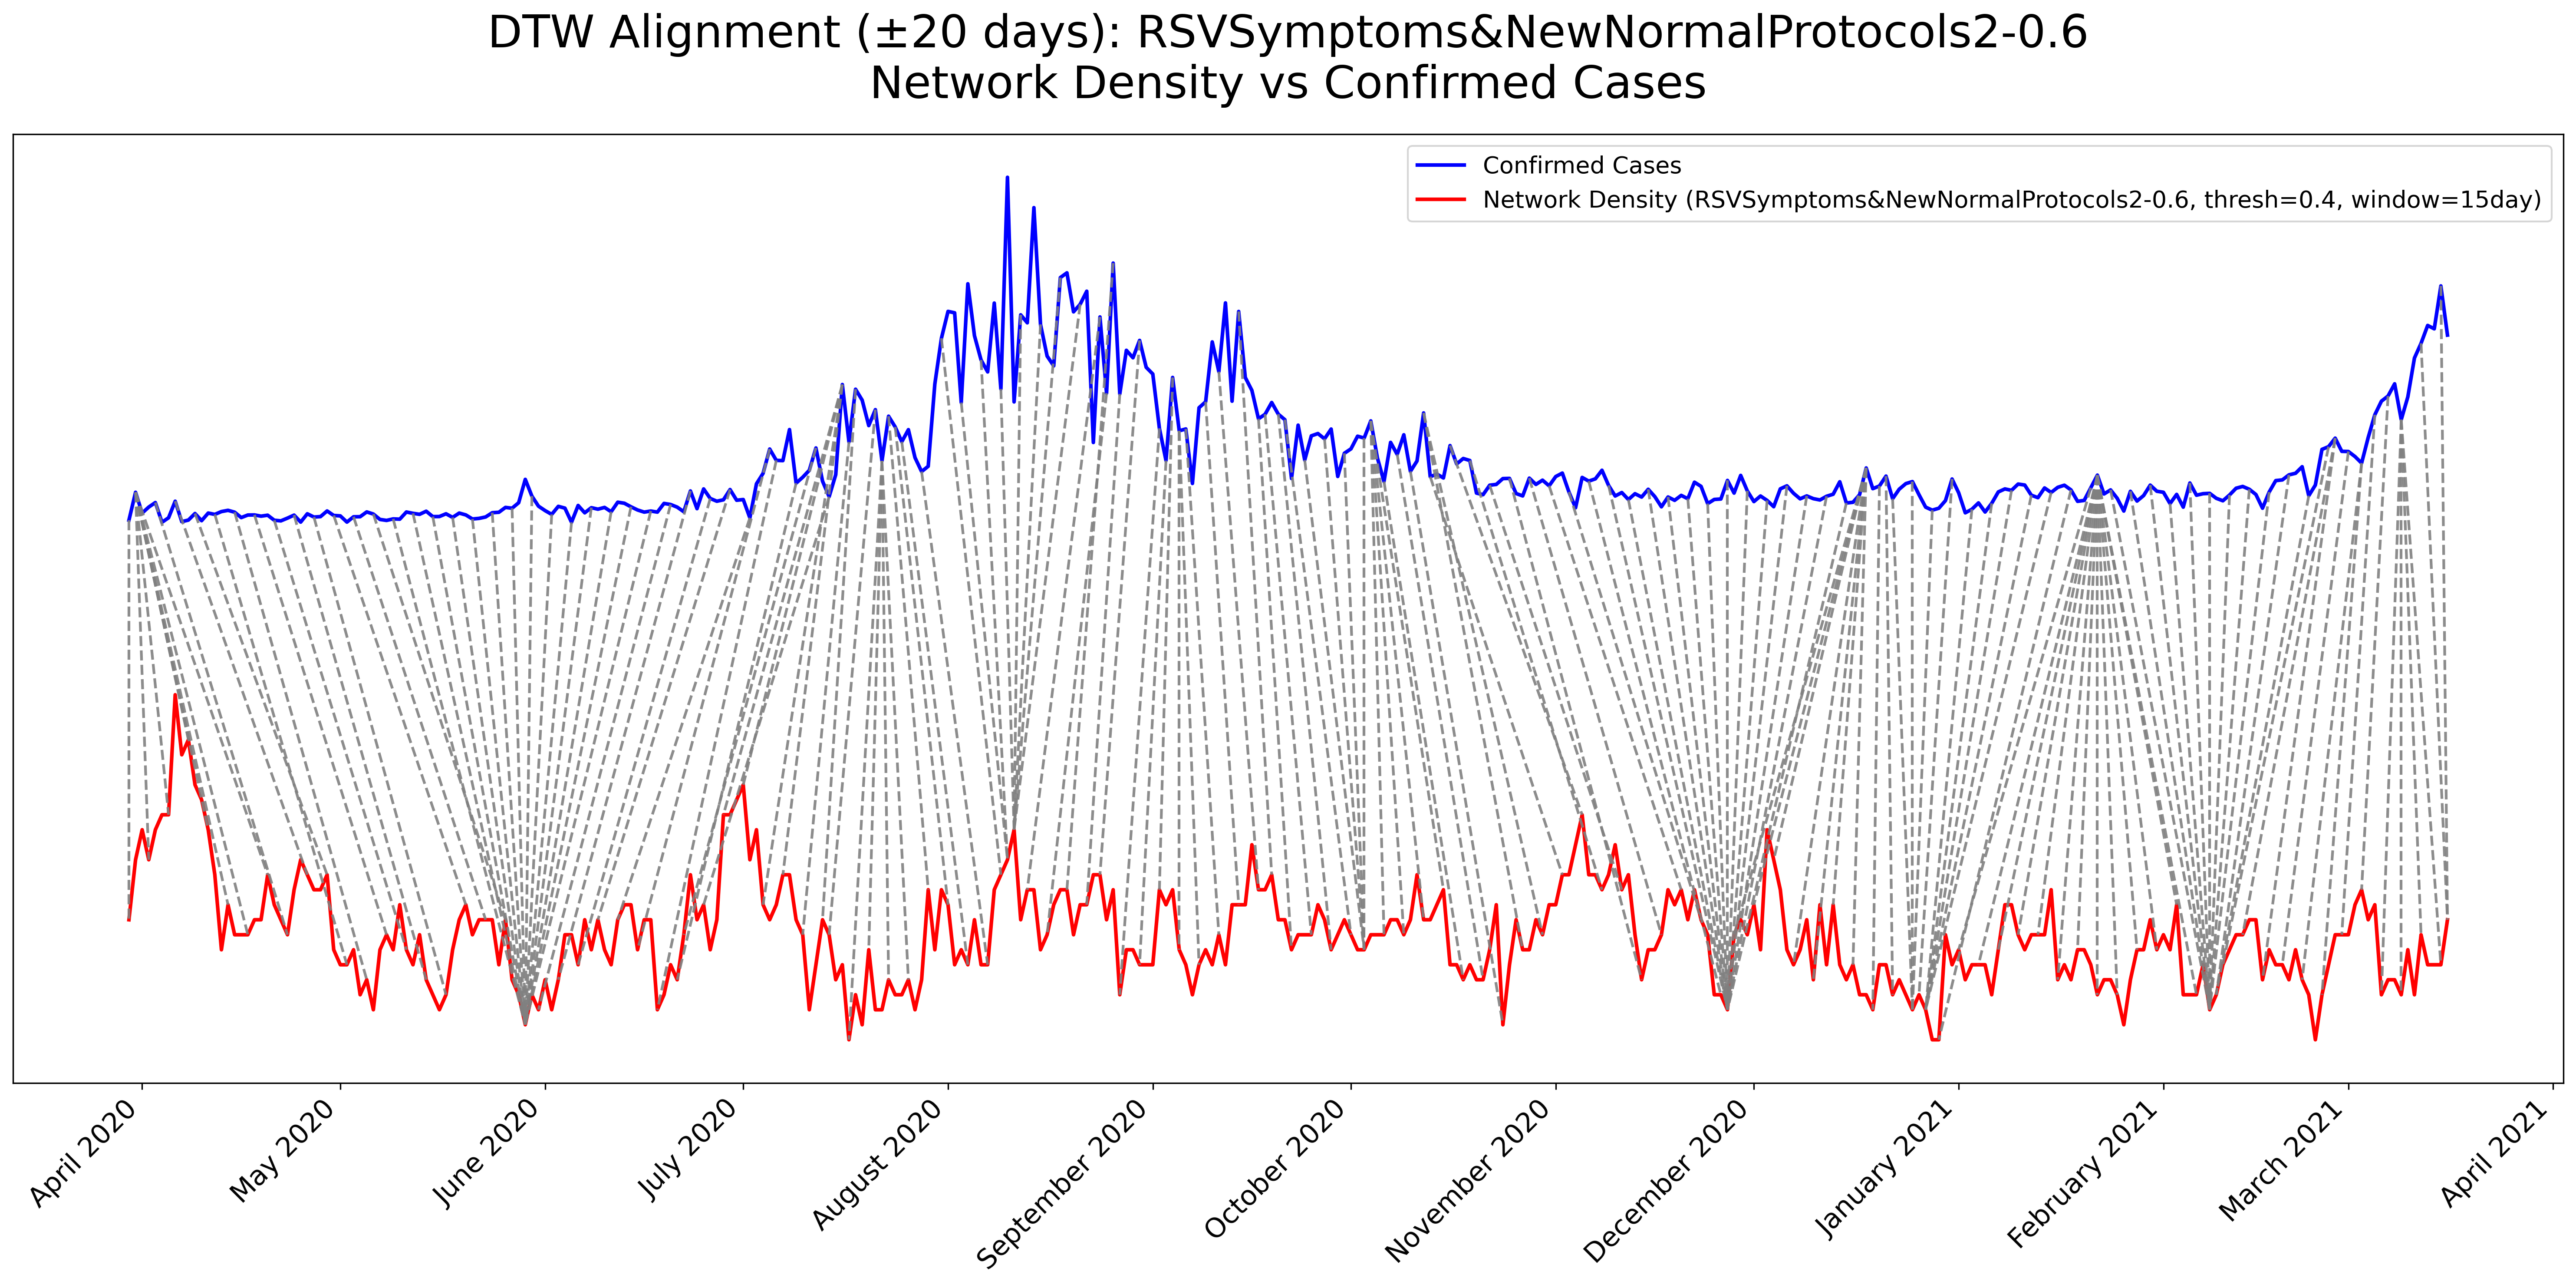 DTW Alignment (±20 days): RSVSymptoms&NewNormalProtocols2-0.6
Network Density vs Confirmed Cases
Confirmed Cases
Network Density (RSVSymptoms&NewNormalProtocols2-0.6, thresh=0.4, window=15day)
April 2020
May 2020
June 2020
July 2020
August 2020
September 2020
October 2020
November 2020
December 2020
January 2021
February 2021
March 2021
April 2021